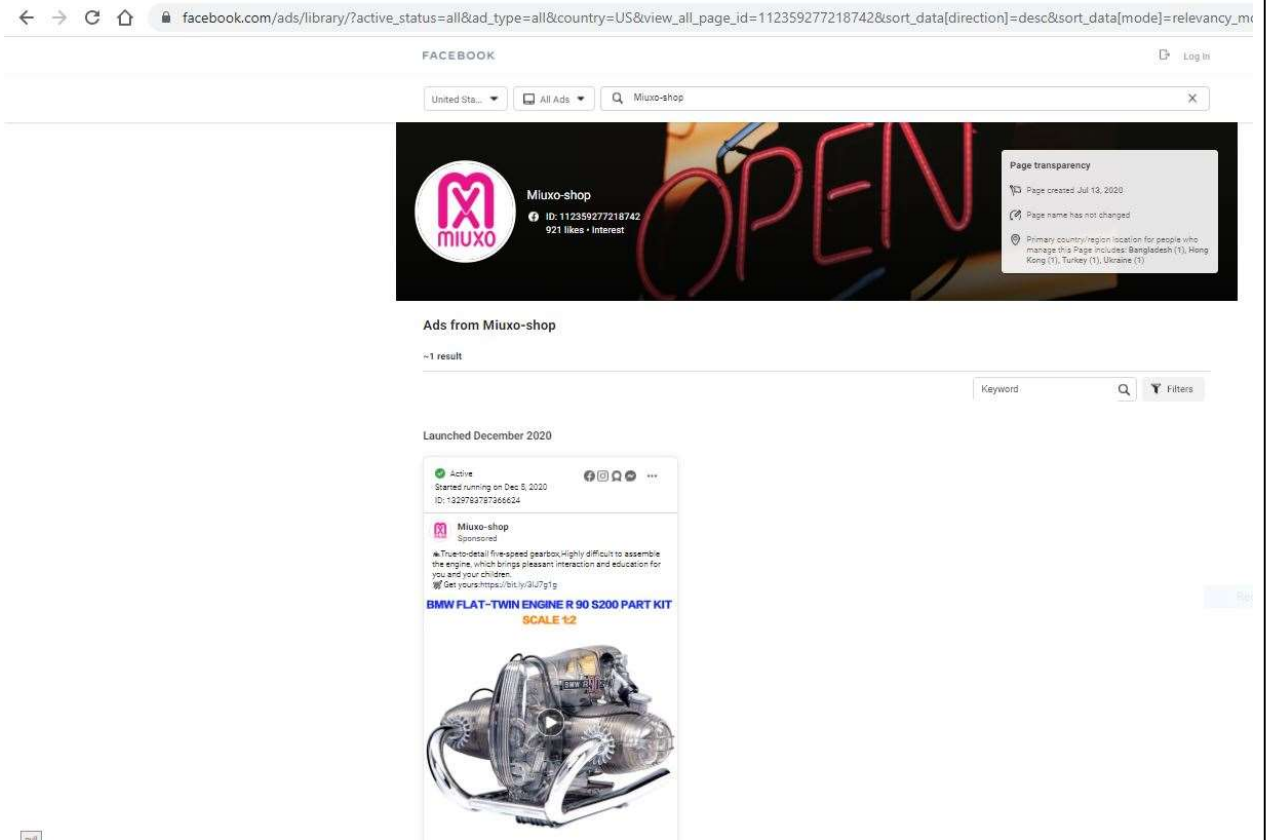 facebook.com/ads/library/?active_status=all&ad_type=all&country=US&view_all_page_id=112359277218742&sort_data[direction]=desc&sort_data[mode]=relevancy_mo
FACEBOOK
Log In
United Sta... All Ads Miuxo-shop
OPEN
MIUXO
Miuxo-shop
ID: 112359277218742
921 likes • Interest
Page transparency
Page created Jul 13, 2020
Page name has not changed
Primary country/region location for people who
manage this Page includes: Bangladesh (1), Hong
Kong (1), Turkey (1), Ukraine (1)
Ads from Miuxo-shop
~1 result
Keyword
Filters
Launched December 2020
Active
Started running on Dec 5, 2020
ID: 1329783787366624
Miuxo-shop
Sponsored
True-to-detail five-speed gearbox,Highly difficult to assemble
the engine, which brings pleasant interaction and education for
you and your children.
Get yours:https://bit.ly/3lJ7g1g
BMW FLAT-TWIN ENGINE R 90 S200 PART KIT
SCALE 1:2
BMW